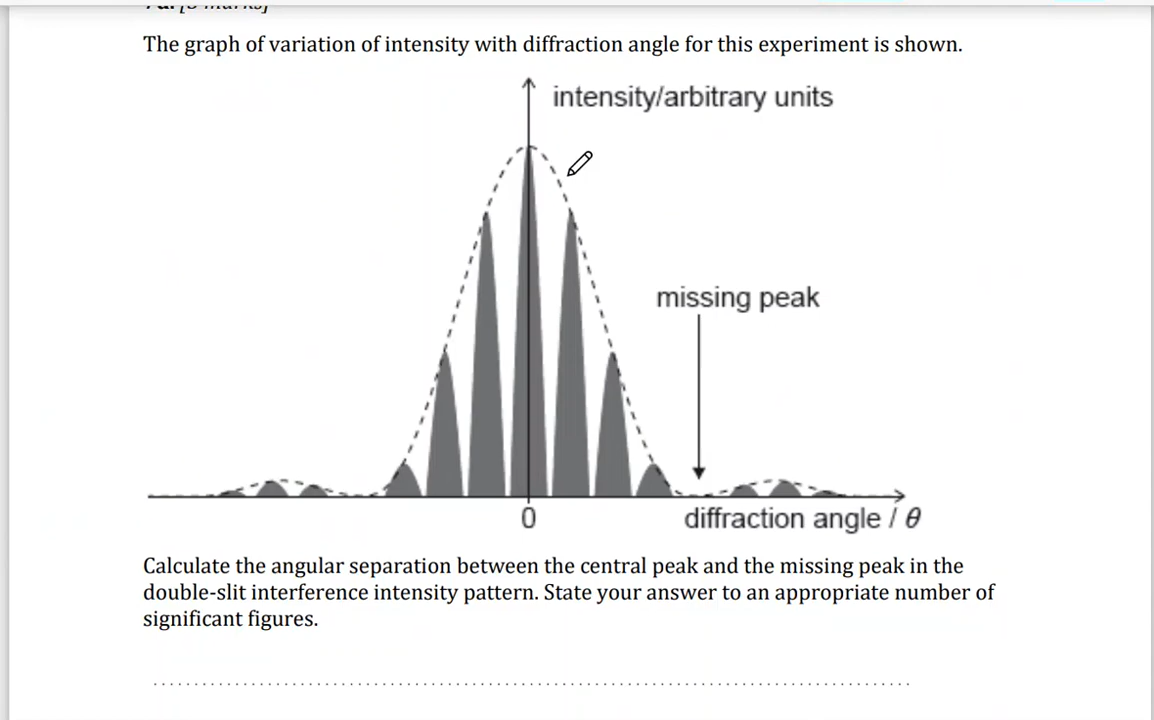 The graph of variation of intensity with diffraction angle for this experiment is shown.
intensity/arbitrary units
missing peak
0
diffraction angle / θ
Calculate the angular separation between the central peak and the missing peak in the
double-slit interference intensity pattern. State your answer to an appropriate number of
significant figures.